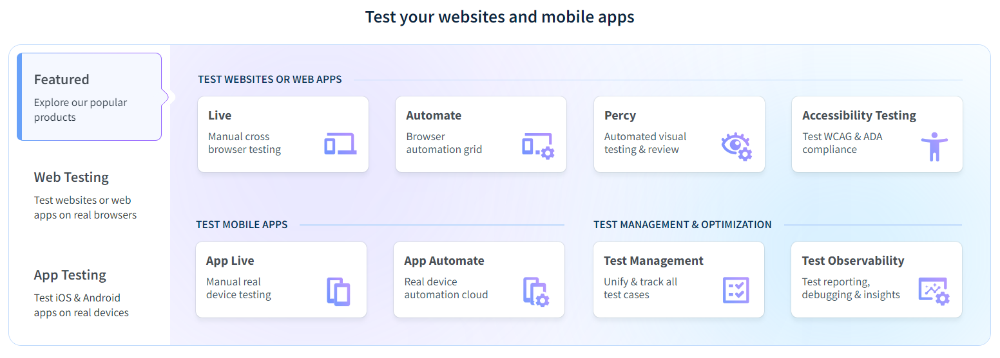 Test your websites and mobile apps
Featured
Explore our popular
products
Web Testing
Test websites or web
apps on real browsers
App Testing
Test iOS & Android
apps on real devices
TEST WEBSITES OR WEB APPS
Live
Manual cross
browser testing
Automate
Browser
automation grid
Percy
Automated visual
testing & review
Accessibility Testing
Test WCAG & ADA
compliance
TEST MOBILE APPS
App Live
Manual real
device testing
App Automate
Real device
automation cloud
TEST MANAGEMENT & OPTIMIZATION
Test Management
Unify & track all
test cases
Test Observability
Test reporting,
debugging & insights